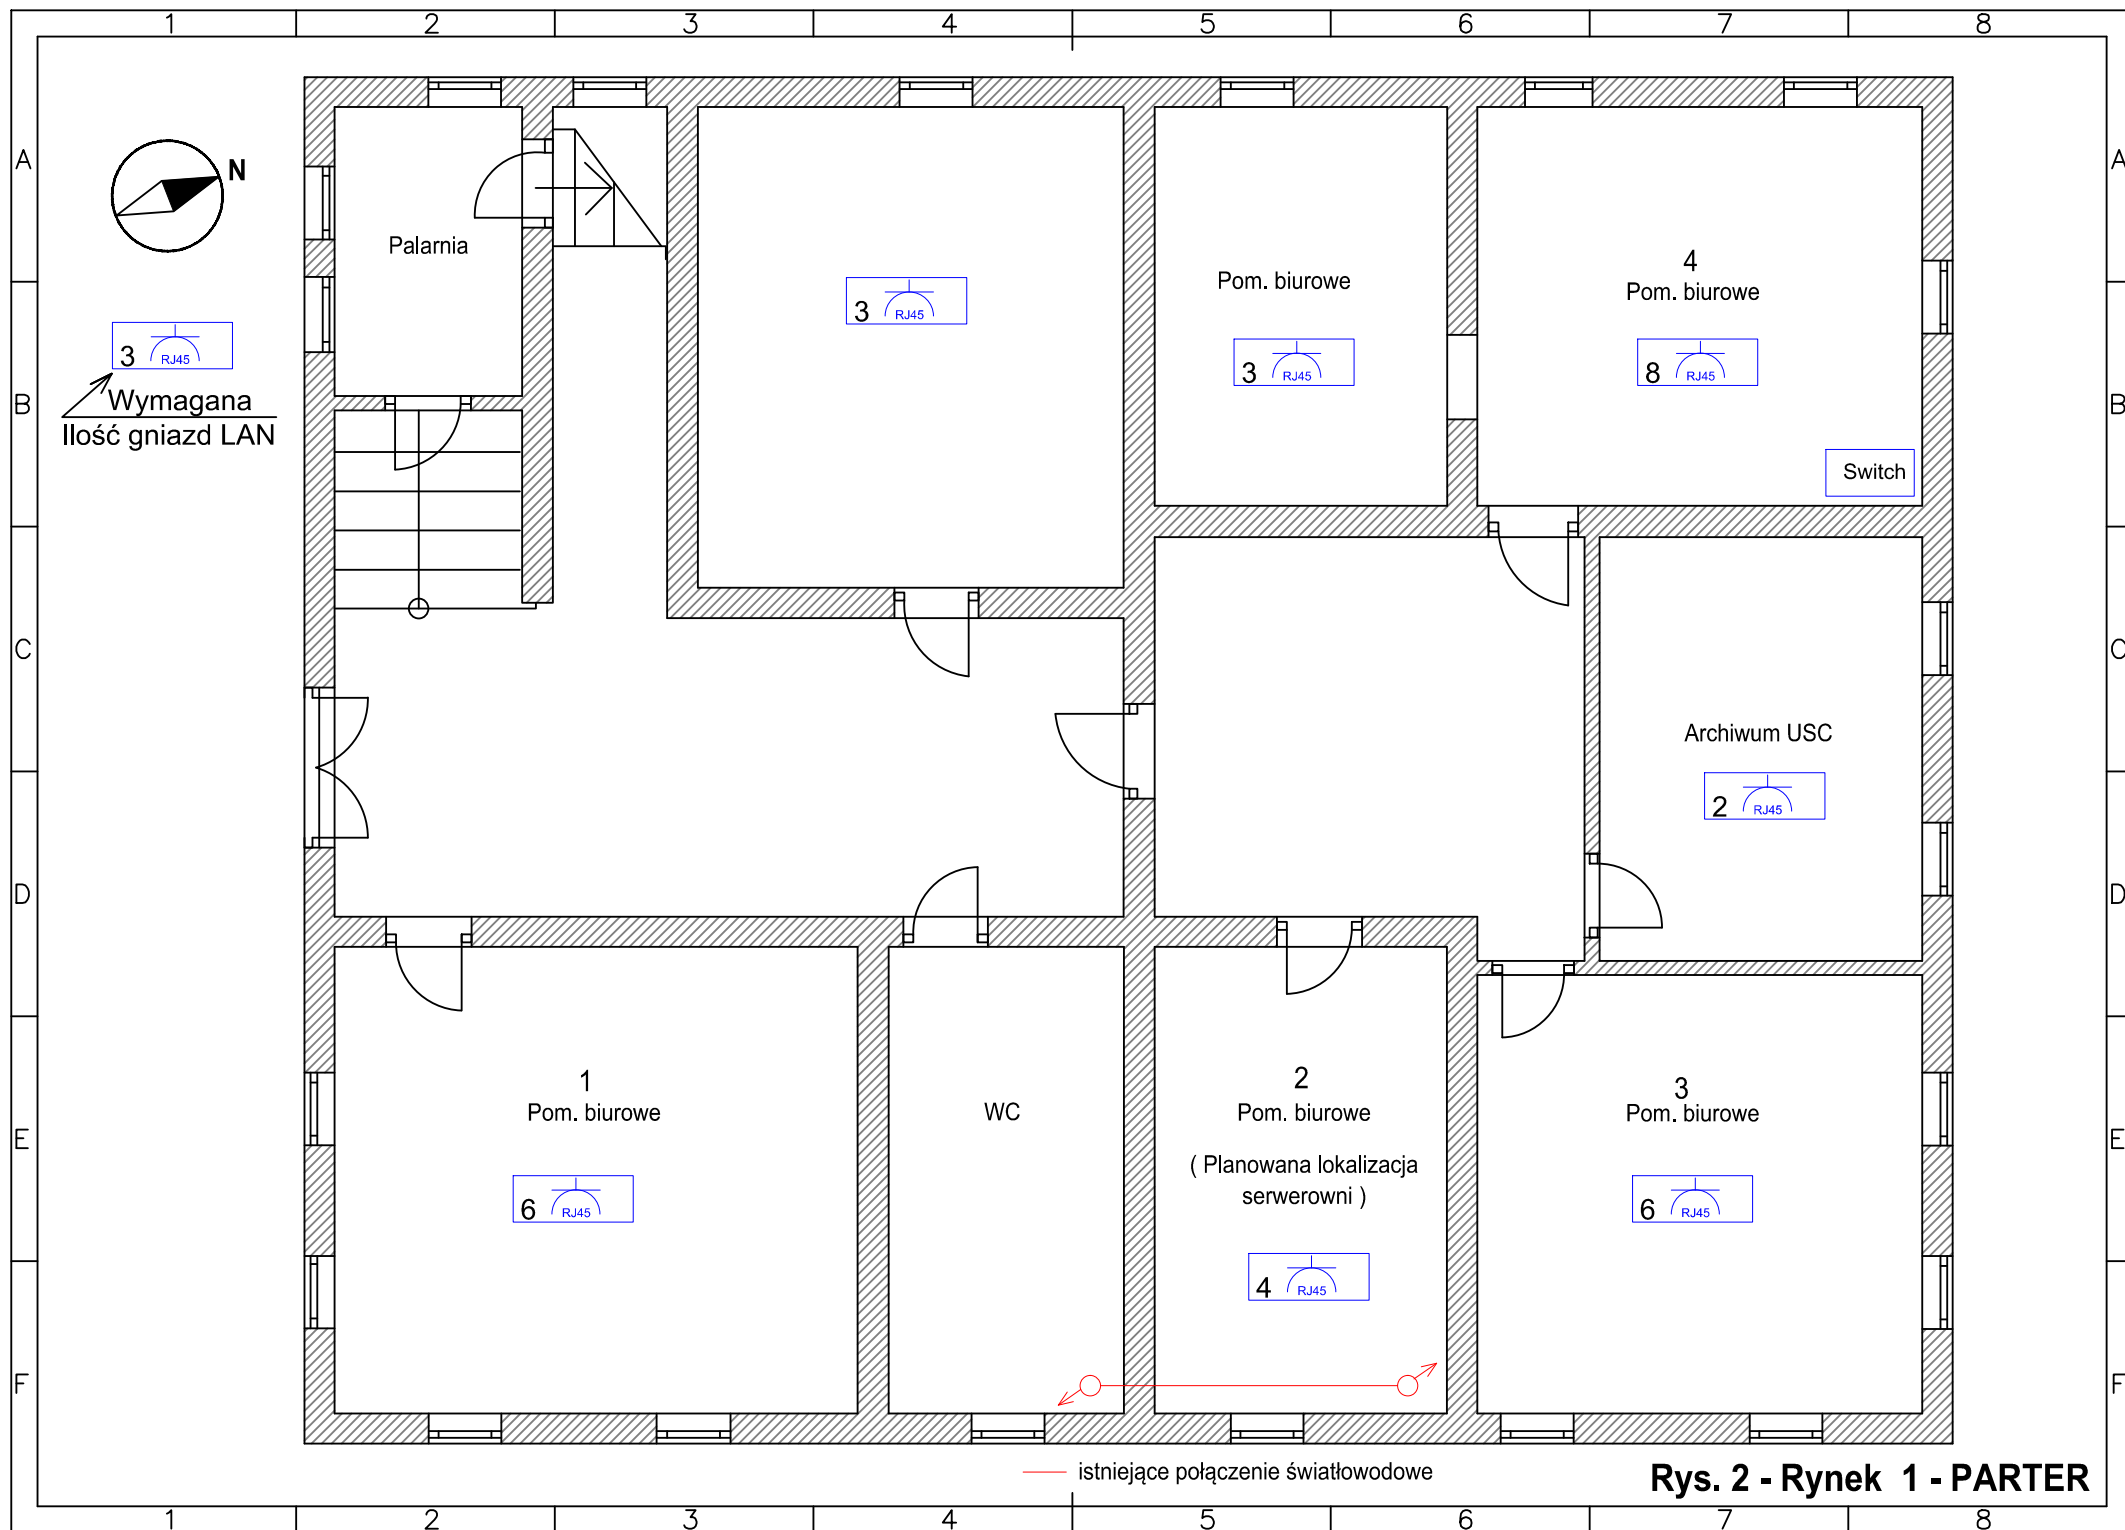 1 2 3 4 5 6 7 8
A A
N
Palarnia
4
Pom. biurowe
Pom. biurowe
3 RJ45
3 RJ45
3 RJ45
8 RJ45
Wymagana
Ilość gniazd LAN
B B
Switch
C C
Archiwum USC
2 RJ45
D D
1
Pom. biurowe
6 RJ45
WC
2
Pom. biurowe
( Planowana lokalizacja
serwerowni )
4 RJ45
3
Pom. biurowe
6 RJ45
E E
F F
istniejące połączenie światłowodowe
Rys. 2 - Rynek 1 - PARTER
1 2 3 4 5 6 7 8